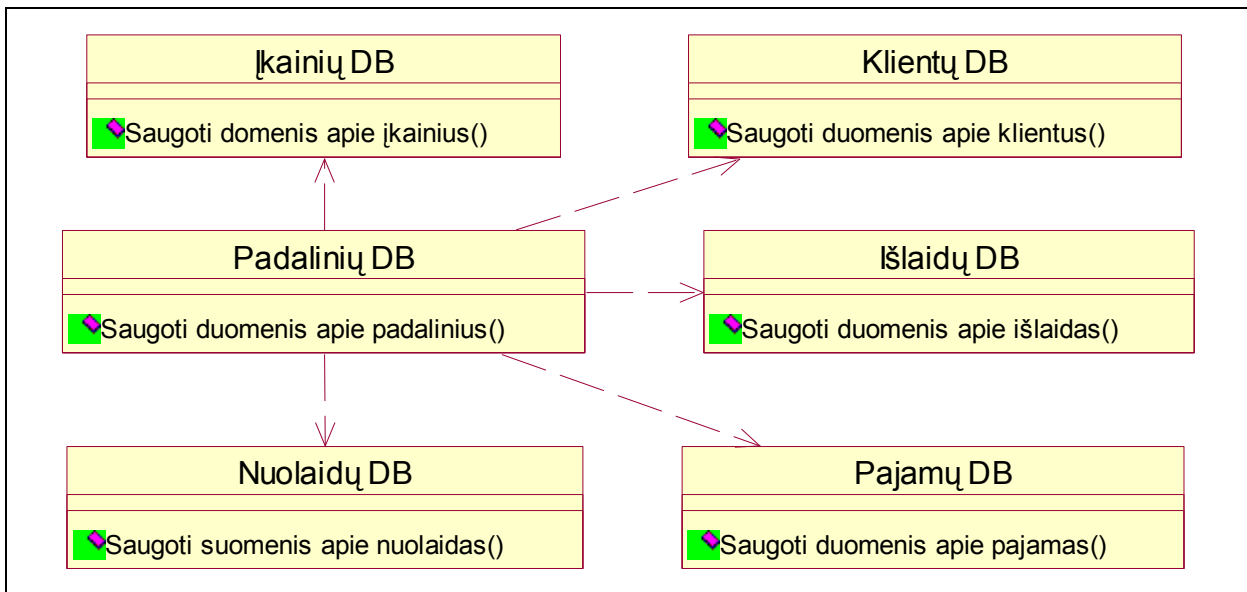 Įkainių DB
Saugoti domenis apie įkainius()
Klientų DB
Saugoti duomenis apie klientus()
Padalinių DB
Saugoti duomenis apie padalinius()
Išlaidų DB
Saugoti duomenis apie išlaidas()
Nuolaidų DB
Saugoti suomenis apie nuolaidas()
Pajamų DB
Saugoti duomenis apie pajamas()